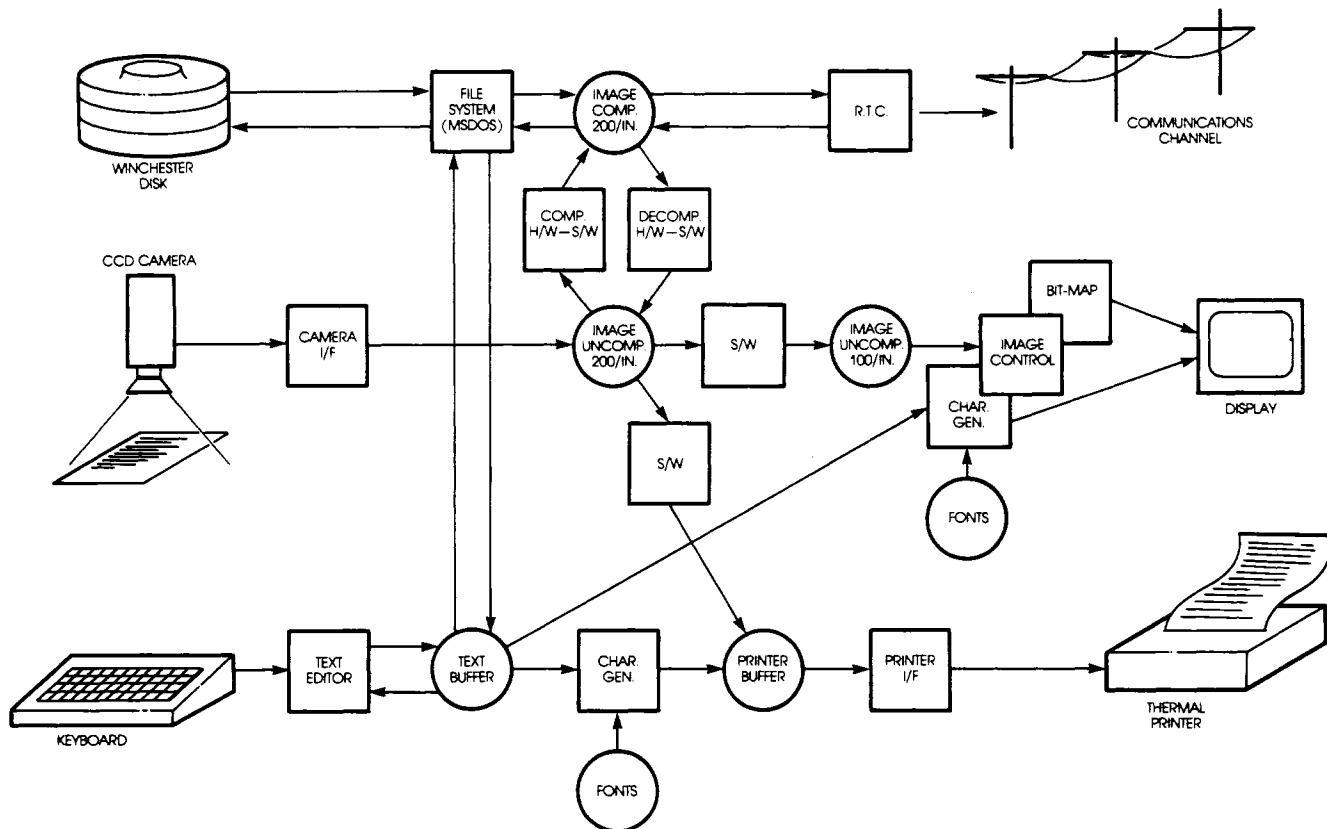 WINCHESTER
DISK
FILE
SYSTEM
(MSDOS)
IMAGE
COMP.
200/IN.
R.T.C.
COMMUNICATIONS
CHANNEL
COMP.
H/W—S/W
DECOMP.
H/W—S/W
CCD CAMERA
CAMERA
I/F
IMAGE
UNCOMP.
200/IN.
S/W
IMAGE
UNCOMP.
100/IN.
BIT-MAP
IMAGE
CONTROL
CHAR.
GEN.
DISPLAY
S/W
FONTS
KEYBOARD
TEXT
EDITOR
TEXT
BUFFER
CHAR.
GEN.
PRINTER
BUFFER
PRINTER
I/F
THERMAL
PRINTER
FONTS